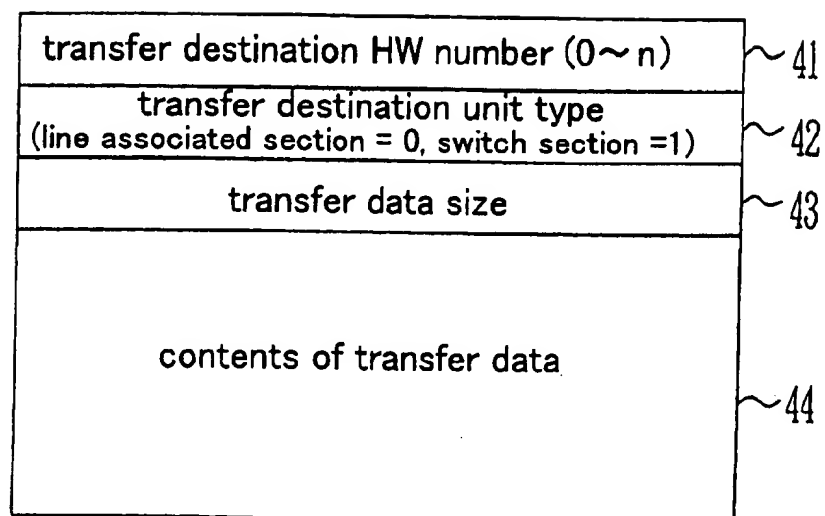 transfer destination HW number (0~n) 41
transfer destination unit type
(line associated section = 0, switch section =1) 42
transfer data size 43
contents of transfer data
44